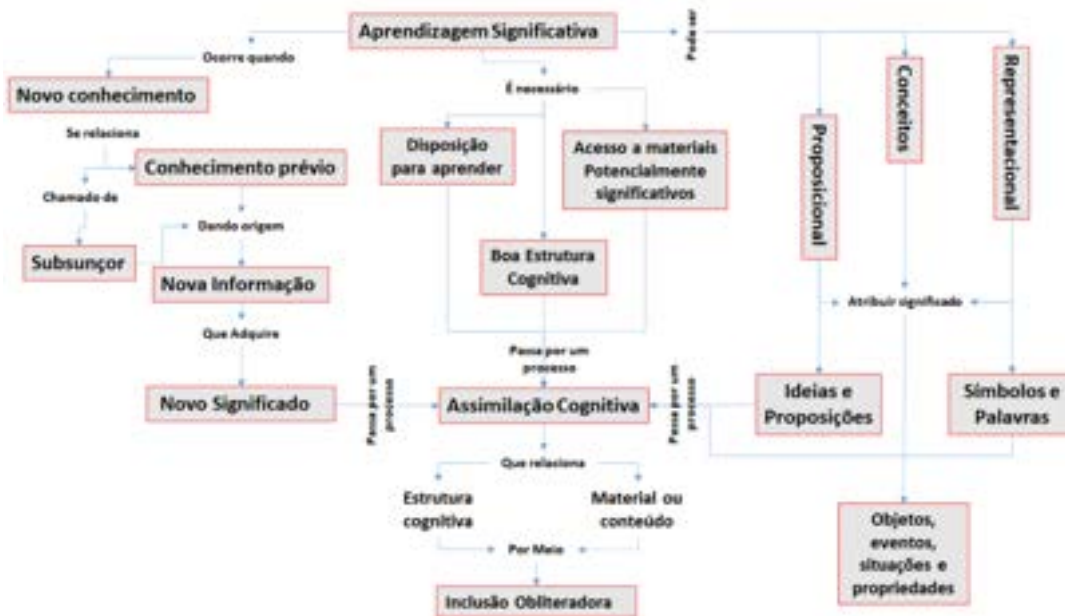 Aprendizagem Significativa
Pode ser
Ocorre quando
Novo conhecimento
É necessário
Proposicional
Conceitos
Representacional
Se relaciona
Conhecimento prévio
Disposição
para aprender
Acesso a materiais
Potencialmente
significativos
Chamado de
Dando origem
Subsunçor
Nova Informação
Boa Estrutura
Cognitiva
Atribuir significado
Que Adquire
Passa por um
processo
Novo Significado
Passa por um
processo
Assimilação Cognitiva
Passa por um
processo
Ideias e
Proposições
Símbolos e
Palavras
Que relaciona
Estrutura
cognitiva
Material ou
conteúdo
Objetos,
eventos,
situações e
propriedades
Por Meio
Inclusão Obliteradora